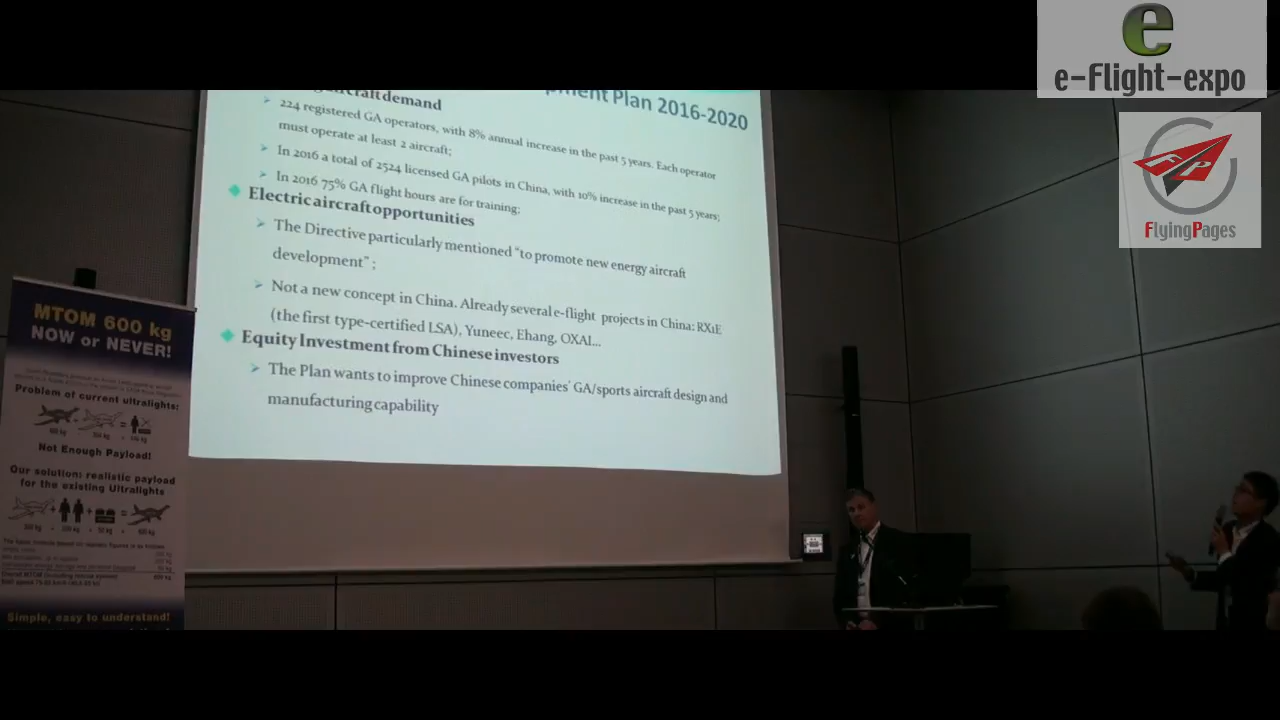 e
e-flight-expo
FP
FlyingPages
Plan 2016-2020
demand
224 registered GA operators, with 8% annual increase in the past 5 years. Each operator
must operate at least 2 aircraft;
In 2016 a total of 2524 licensed GA pilots in China, with 10% increase in the past 5 years;
In 2016 75% GA flight hours are for training;
Electric aircraft opportunities
The Directive particularly mentioned "to promote new energy aircraft
development" ;
Not a new concept in China. Already several e-flight projects in China: RX1E
(the first type-certified LSA), Yuneec, Ehang, OXAI...
Equity Investment from Chinese investors
The Plan wants to improve Chinese companies' GA/sports aircraft design and
manufacturing capability
MTOM 600 kg
NOW or NEVER!
Problem of current ultralights:
Not Enough Payload!
Our solution: realistic payload
for the existing Ultralights
Simple, easy to understand!